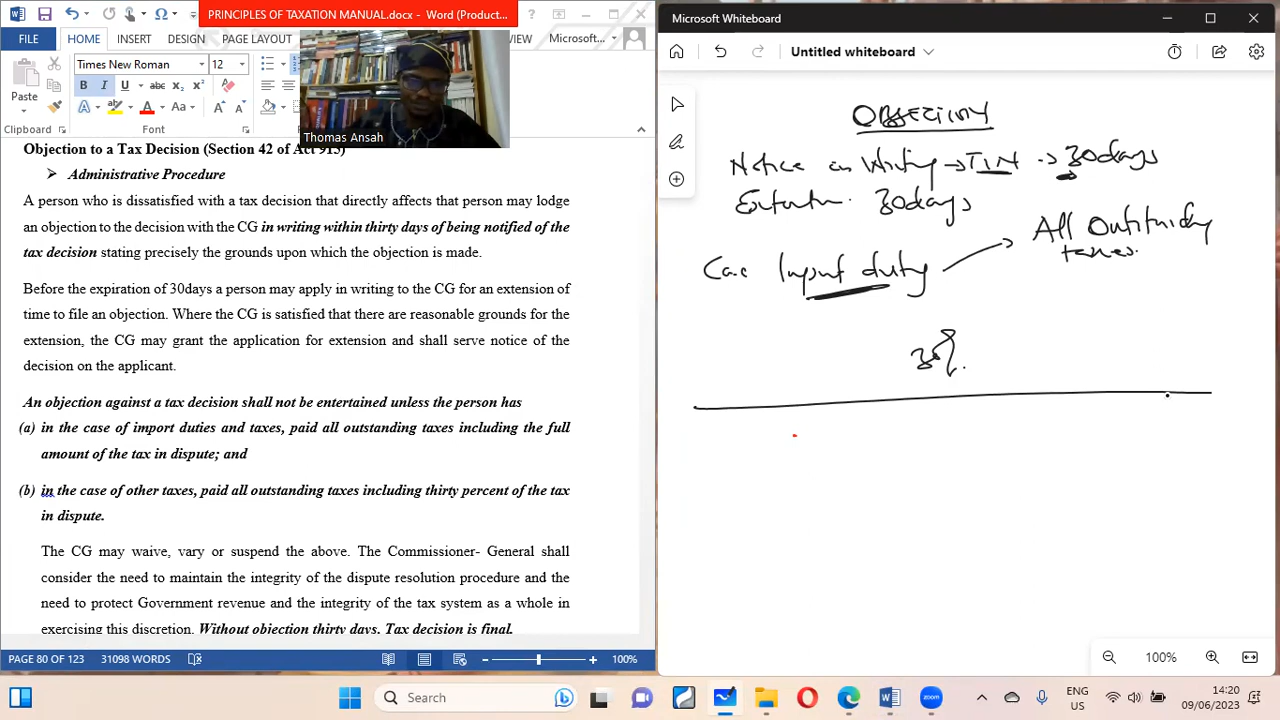 PRINCIPLES OF TAXATION MANUAL.docx - Word (Product...
FILE HOME INSERT DESIGN PAGE LAYOUT EW Microsoft...
Times New Roman 12
Paste
B I U abc x₂ x²
A A Aa
Clipboard Font
Thomas Ansah
Objection to a Tax Decision (Section 42 of Act 915)
➢ Administrative Procedure
A person who is dissatisfied with a tax decision that directly affects that person may lodge
an objection to the decision with the CG in writing within thirty days of being notified of the
tax decision stating precisely the grounds upon which the objection is made.
Before the expiration of 30days a person may apply in writing to the CG for an extension of
time to file an objection. Where the CG is satisfied that there are reasonable grounds for the
extension, the CG may grant the application for extension and shall serve notice of the
decision on the applicant.
An objection against a tax decision shall not be entertained unless the person has
(a) in the case of import duties and taxes, paid all outstanding taxes including the full
amount of the tax in dispute; and
(b) in the case of other taxes, paid all outstanding taxes including thirty percent of the tax
in dispute.
The CG may waive, vary or suspend the above. The Commissioner- General shall
consider the need to maintain the integrity of the dispute resolution procedure and the
need to protect Government revenue and the integrity of the tax system as a whole in
exercising this discretion. Without objection thirty days, Tax decision is final.
PAGE 80 OF 123 31098 WORDS 100%
Microsoft Whiteboard
Untitled whiteboard
Notice in Writing → TIN → 30days
30days
duty All
taxes.
30%.
100%
Search
zoom
ENG
US
14:20
09/06/2023